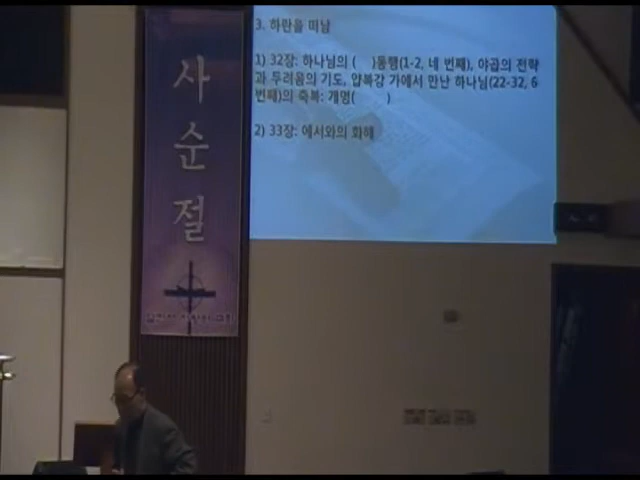 3. 하란을 떠남
1) 32장: 하나님의 (    )동행(1-2, 네 번째), 야곱의 전략
과 두려움의 기도, 얍복강 가에서 만난 하나님(22-32, 6
번째)의 축복: 개명(        )
2) 33장: 에서와의 화해
사
순
절